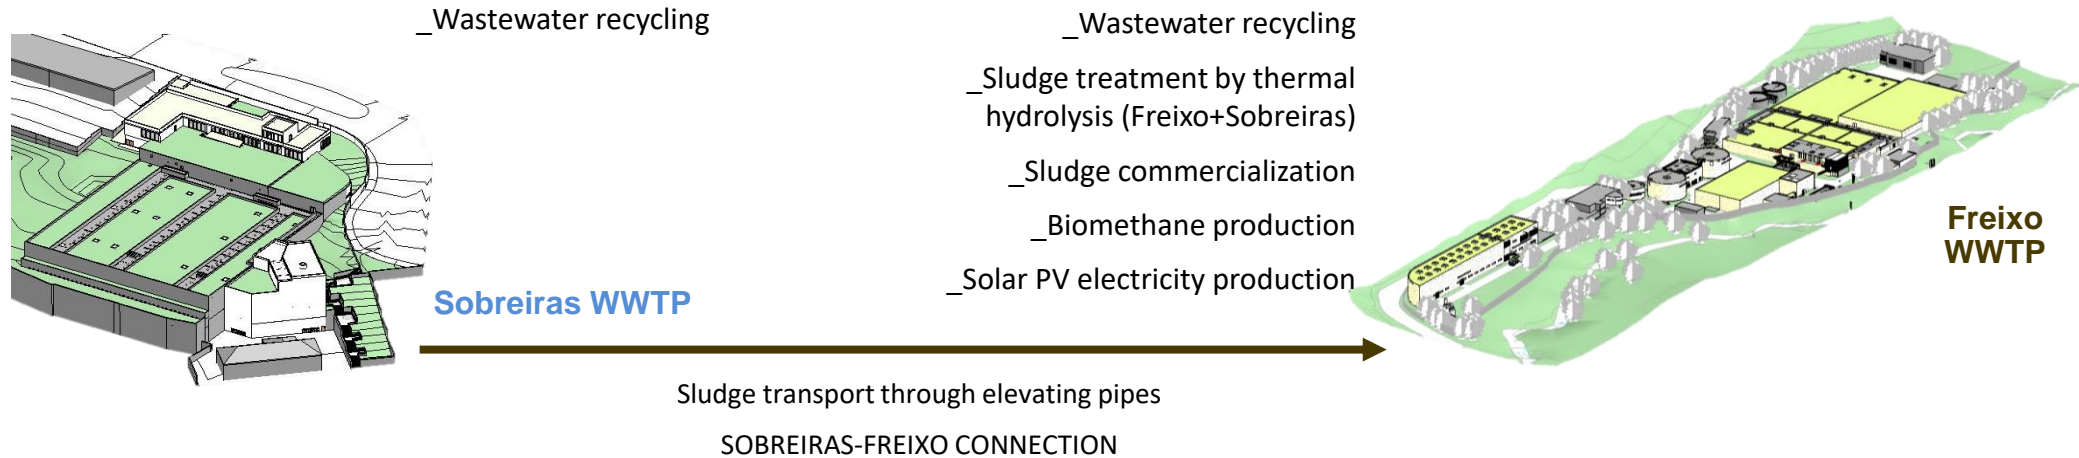 _Wastewater recycling
Sobreiras WWTP
_Wastewater recycling
_Sludge treatment by thermal
hydrolysis (Freixo+Sobreiras)
_Sludge commercialization
_Biomethane production
_Solar PV electricity production
Freixo
WWTP
Sludge transport through elevating pipes
SOBREIRAS-FREIXO CONNECTION